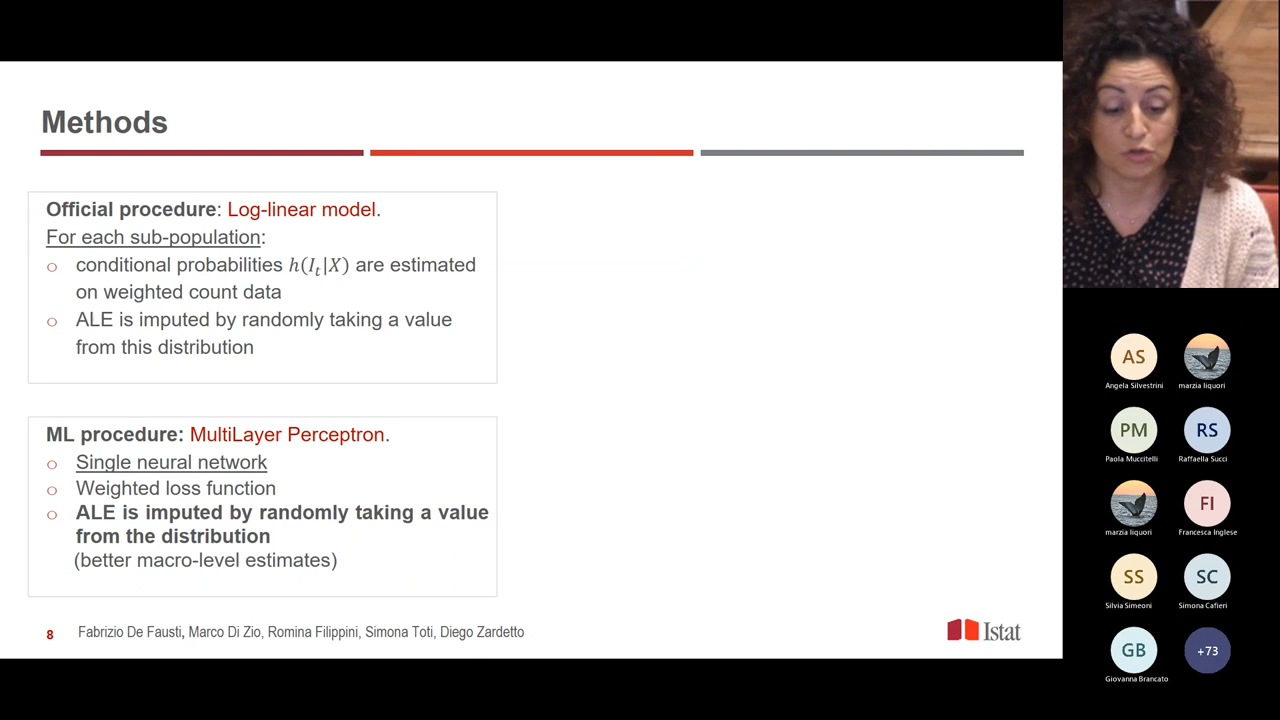 Methods
Official procedure: Log-linear model.
For each sub-population:
○ conditional probabilities h(I_t|X) are estimated
on weighted count data
○ ALE is imputed by randomly taking a value
from this distribution
ML procedure: MultiLayer Perceptron.
○ Single neural network
○ Weighted loss function
○ ALE is imputed by randomly taking a value
from the distribution
(better macro-level estimates)
8 Fabrizio De Fausti, Marco Di Zio, Romina Filippini, Simona Toti, Diego Zardetto
Istat
AS
Angela Silvestrini
marzia liquori
PM
Paola Muccitelli
RS
Raffaella Succi
marzia liquori
FI
Francesca Inglese
SS
Silvia Simeoni
SC
Simona Cafieri
GB
Giovanna Brancato
+73